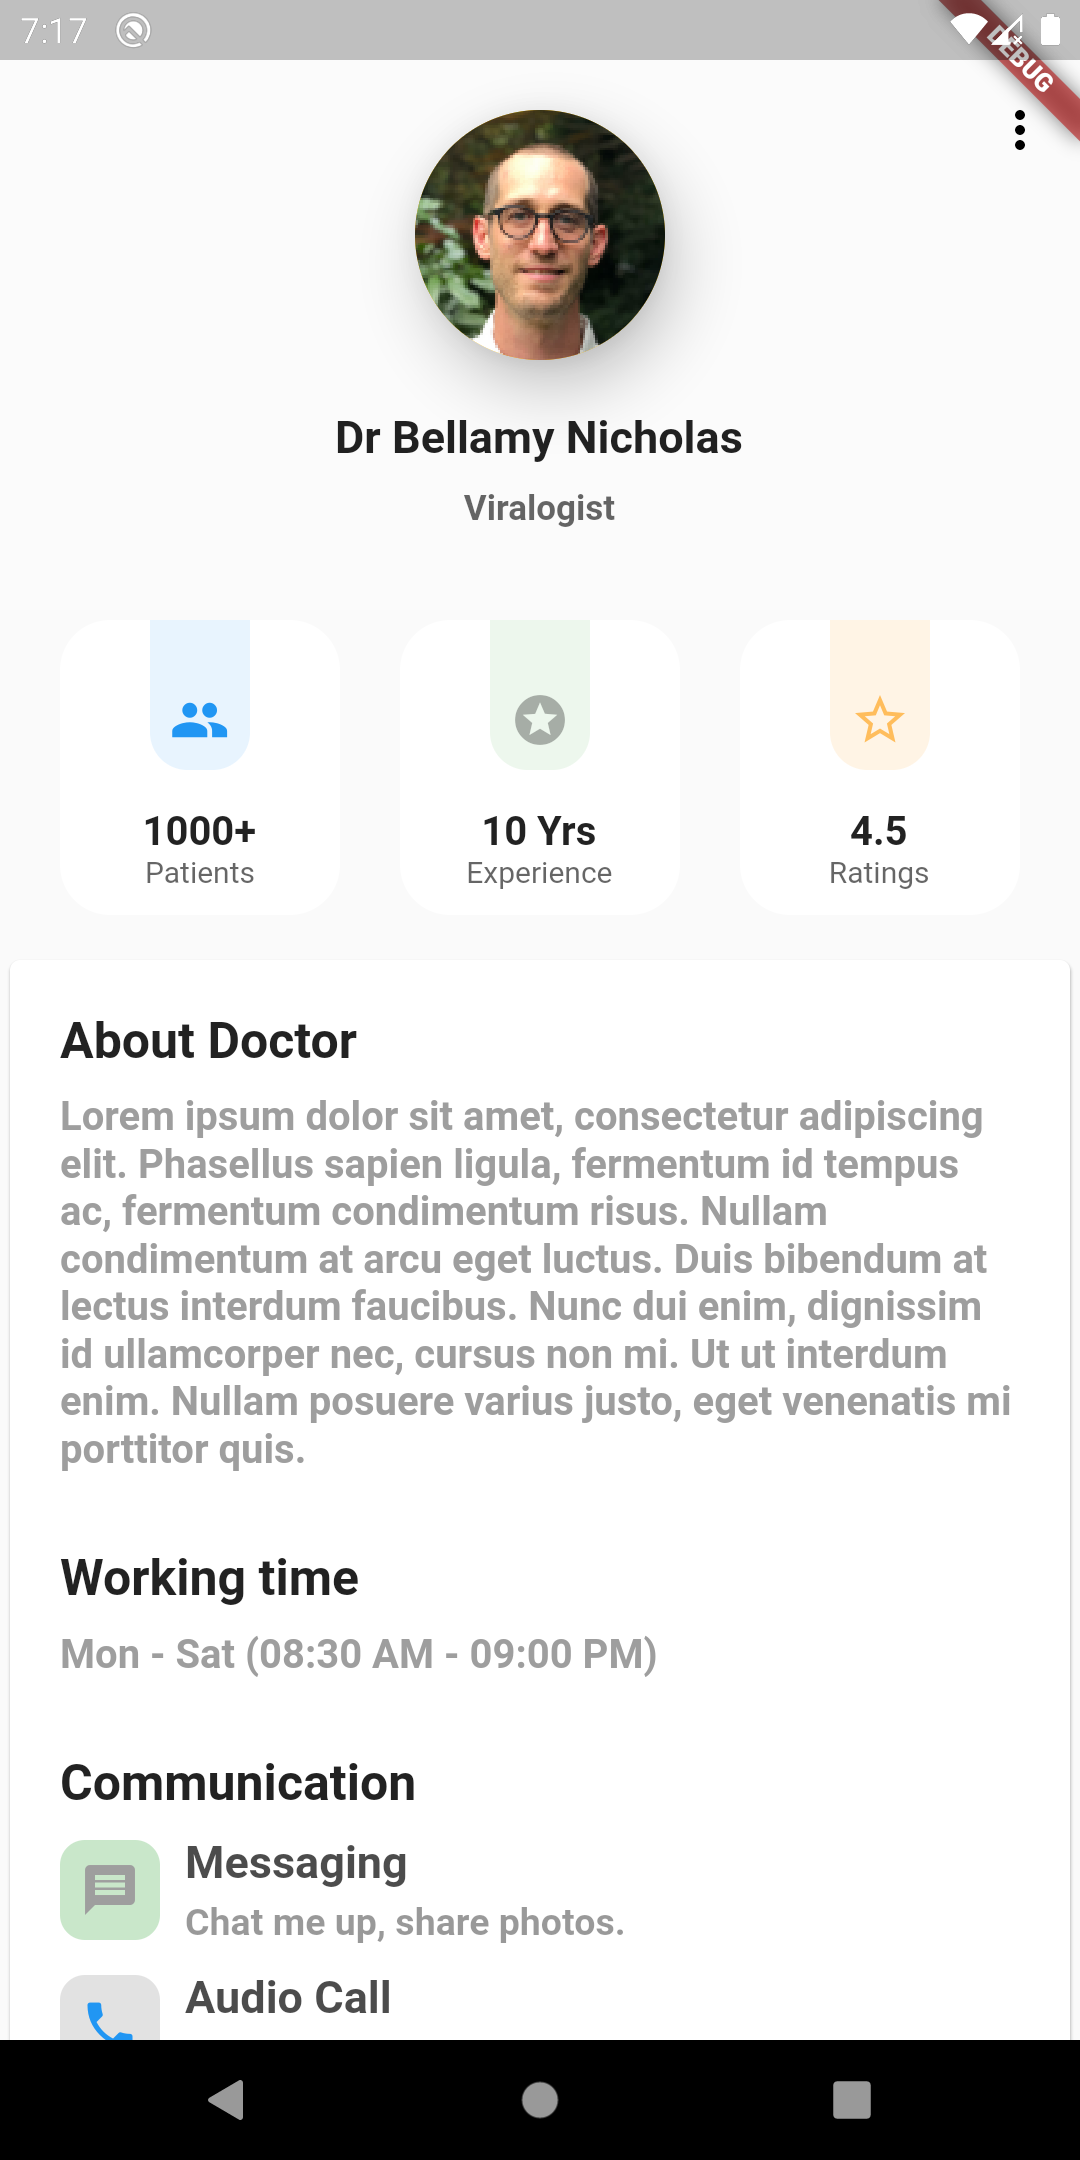 7:17
DEBUG
Dr Bellamy Nicholas
Viralogist
1000+
Patients
10 Yrs
Experience
4.5
Ratings
About Doctor
Lorem ipsum dolor sit amet, consectetur adipiscing
elit. Phasellus sapien ligula, fermentum id tempus
ac, fermentum condimentum risus. Nullam
condimentum at arcu eget luctus. Duis bibendum at
lectus interdum faucibus. Nunc dui enim, dignissim
id ullamcorper nec, cursus non mi. Ut ut interdum
enim. Nullam posuere varius justo, eget venenatis mi
porttitor quis.
Working time
Mon - Sat (08:30 AM - 09:00 PM)
Communication
Messaging
Chat me up, share photos.
Audio Call